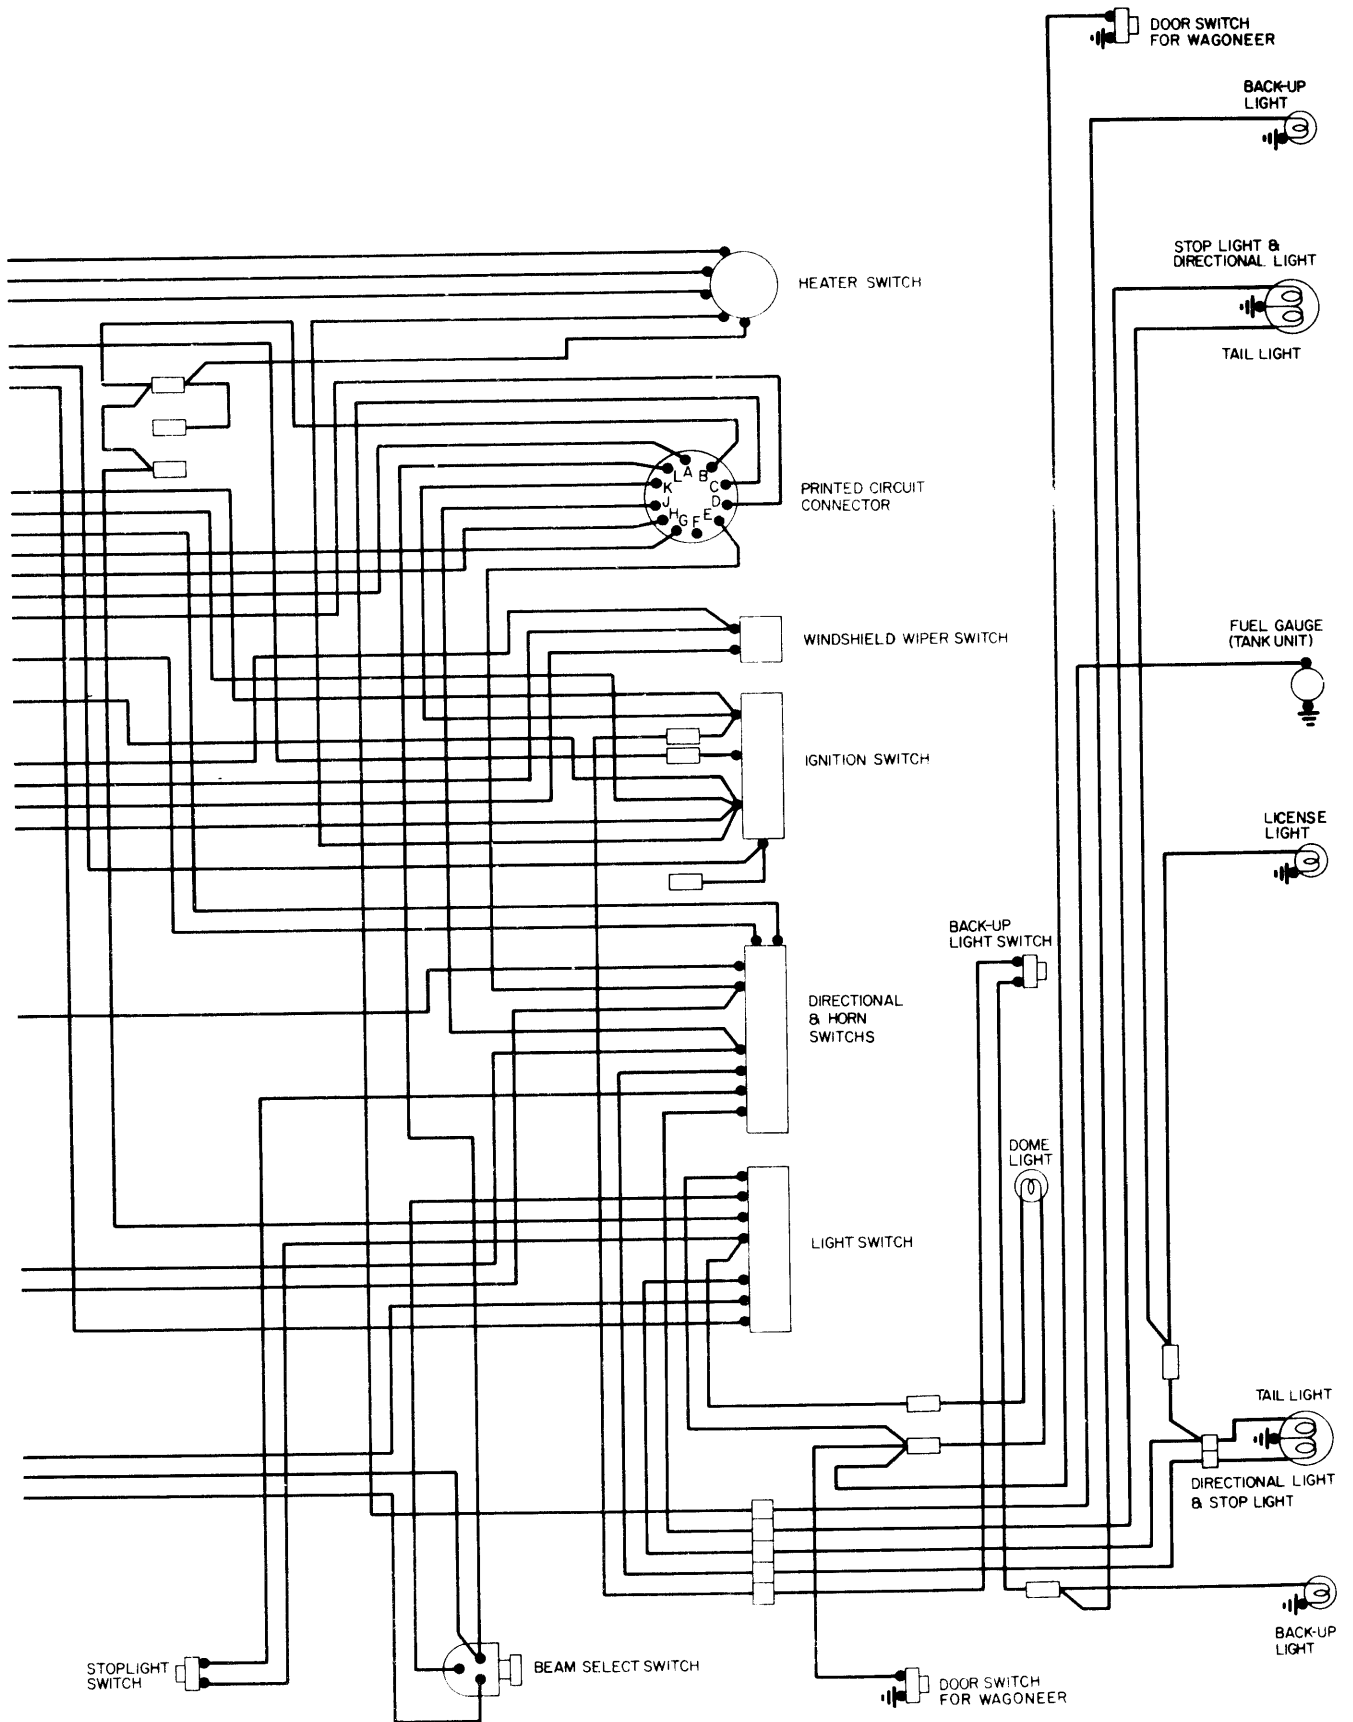 DOOR SWITCH
FOR WAGONEER
BACK-UP
LIGHT
STOP LIGHT &
DIRECTIONAL LIGHT
TAIL LIGHT
HEATER SWITCH
A
B
C
D
E
F
G
H
J
K
L
PRINTED CIRCUIT
CONNECTOR
FUEL GAUGE
(TANK UNIT)
WINDSHIELD WIPER SWITCH
IGNITION SWITCH
LICENSE
LIGHT
BACK-UP
LIGHT SWITCH
DIRECTIONAL
& HORN
SWITCHS
DOME
LIGHT
LIGHT SWITCH
TAIL LIGHT
DIRECTIONAL LIGHT
& STOP LIGHT
BACK-UP
LIGHT
STOPLIGHT
SWITCH
BEAM SELECT SWITCH
DOOR SWITCH
FOR WAGONEER